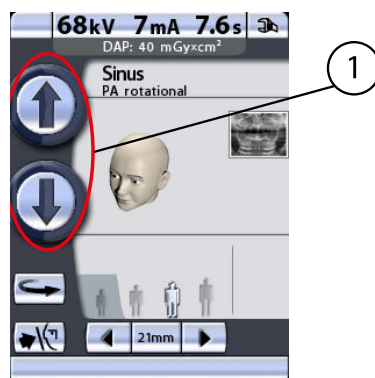 68kV 7mA 7.6s
DAP: 40 mGy×cm²
Sinus
PA rotational
1
21mm